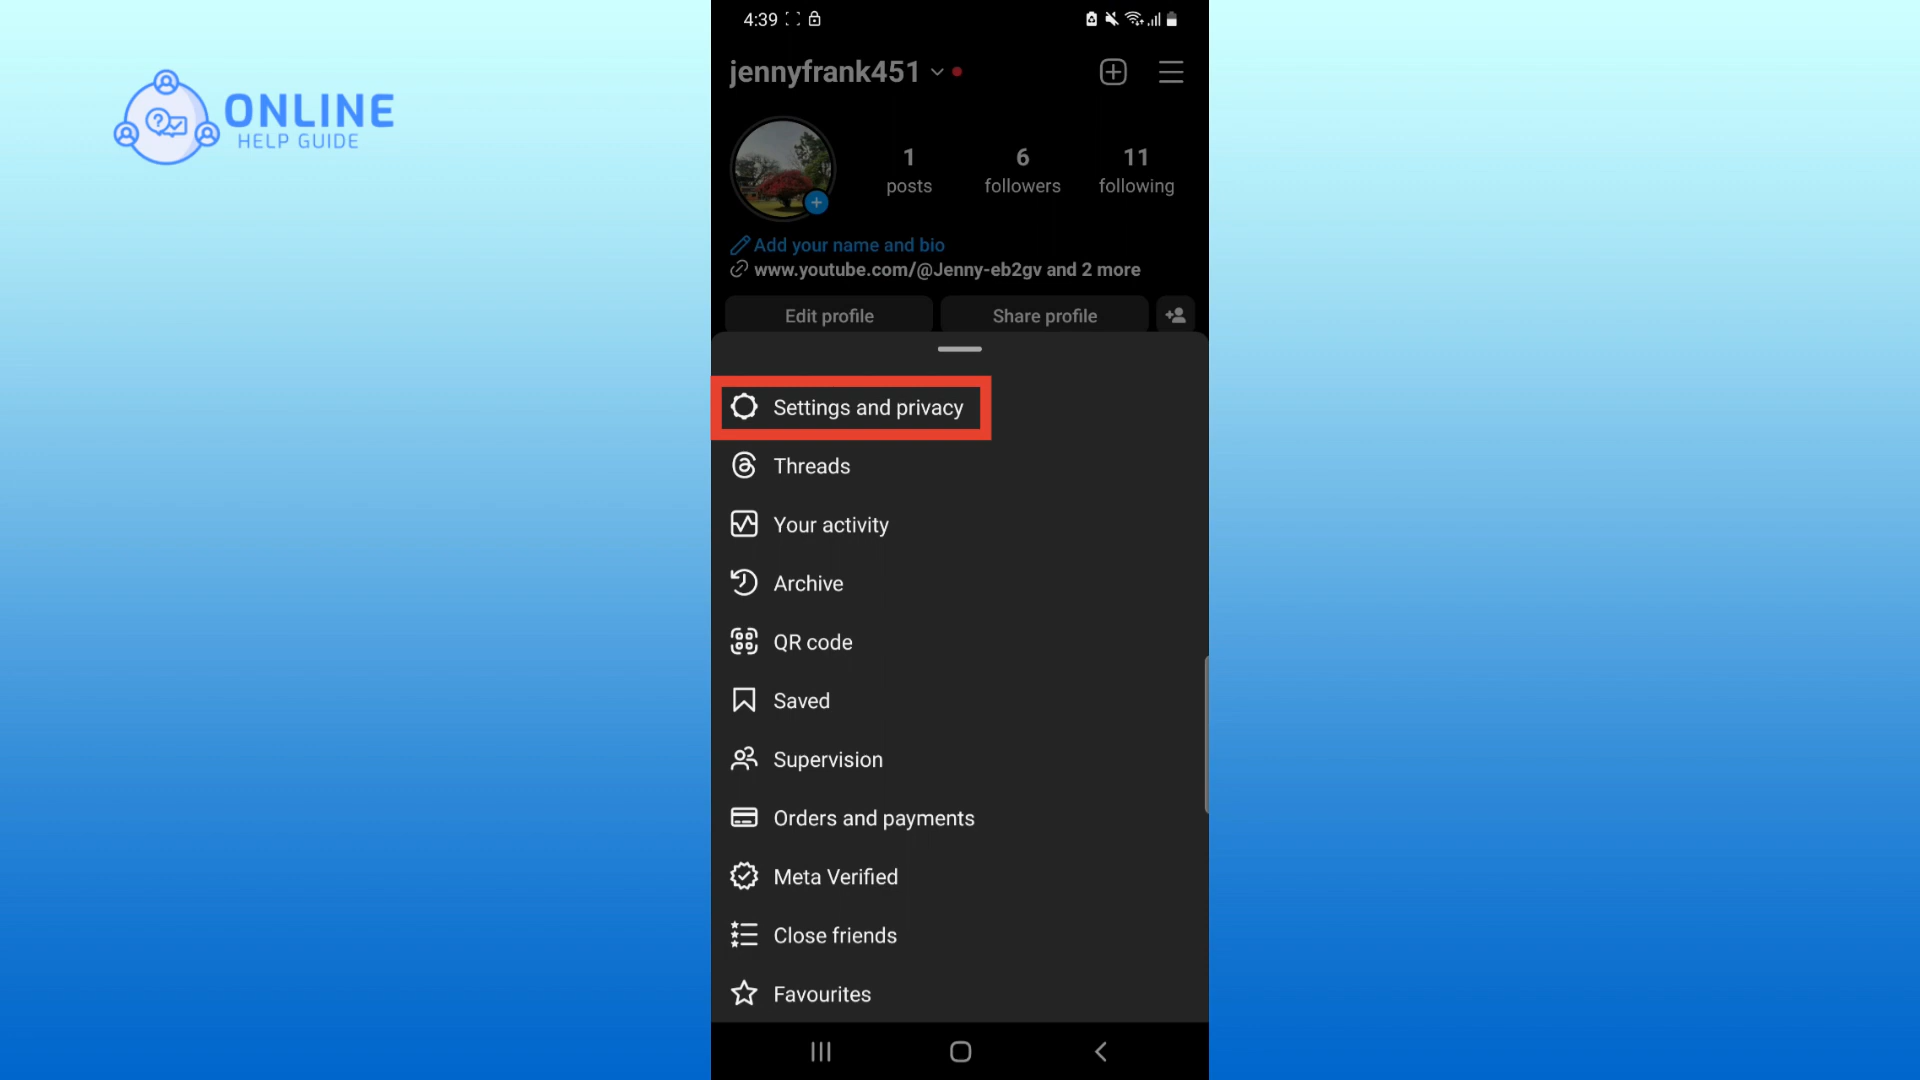 4:39
ONLINE
HELP GUIDE
jennyfrank451
1 6 11
posts followers following
Add your name and bio
www.youtube.com/@Jenny-eb2gv and 2 more
Edit profile Share profile
Settings and privacy
Threads
Your activity
Archive
QR code
Saved
Supervision
Orders and payments
Meta Verified
Close friends
Favourites